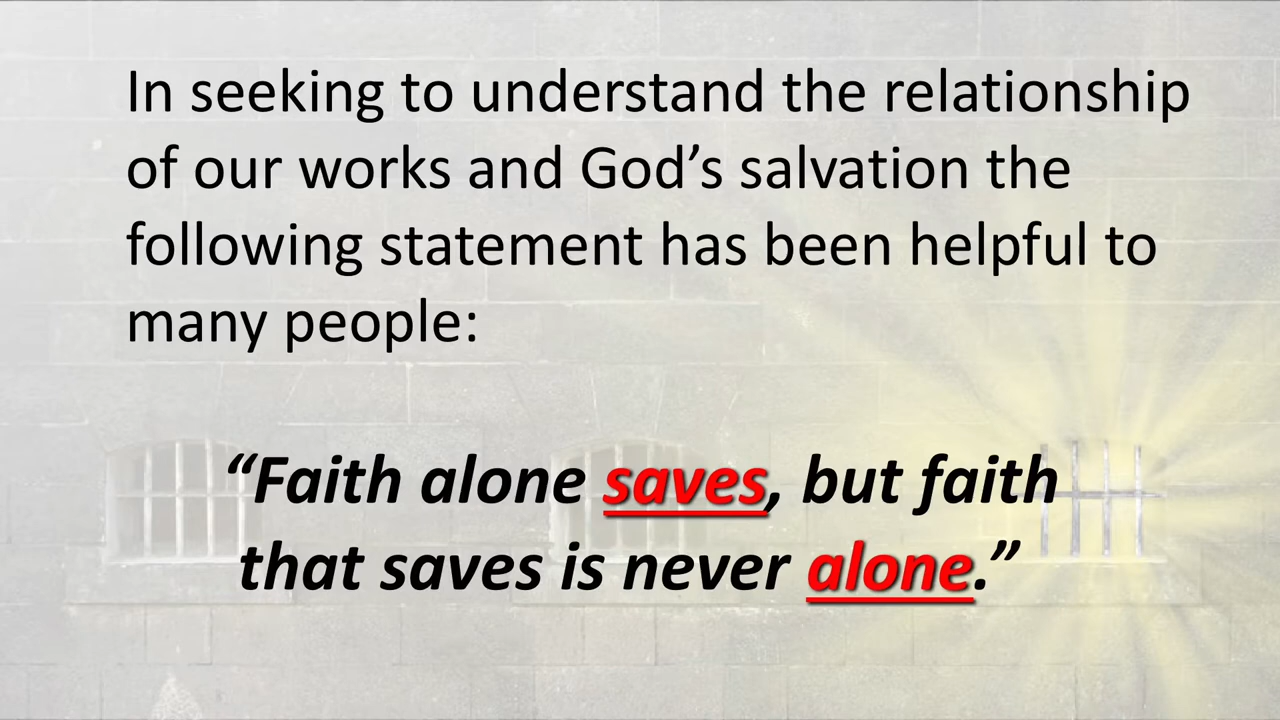 In seeking to understand the relationship
of our works and God’s salvation the
following statement has been helpful to
many people:
“Faith alone saves, but faith
that saves is never alone.”